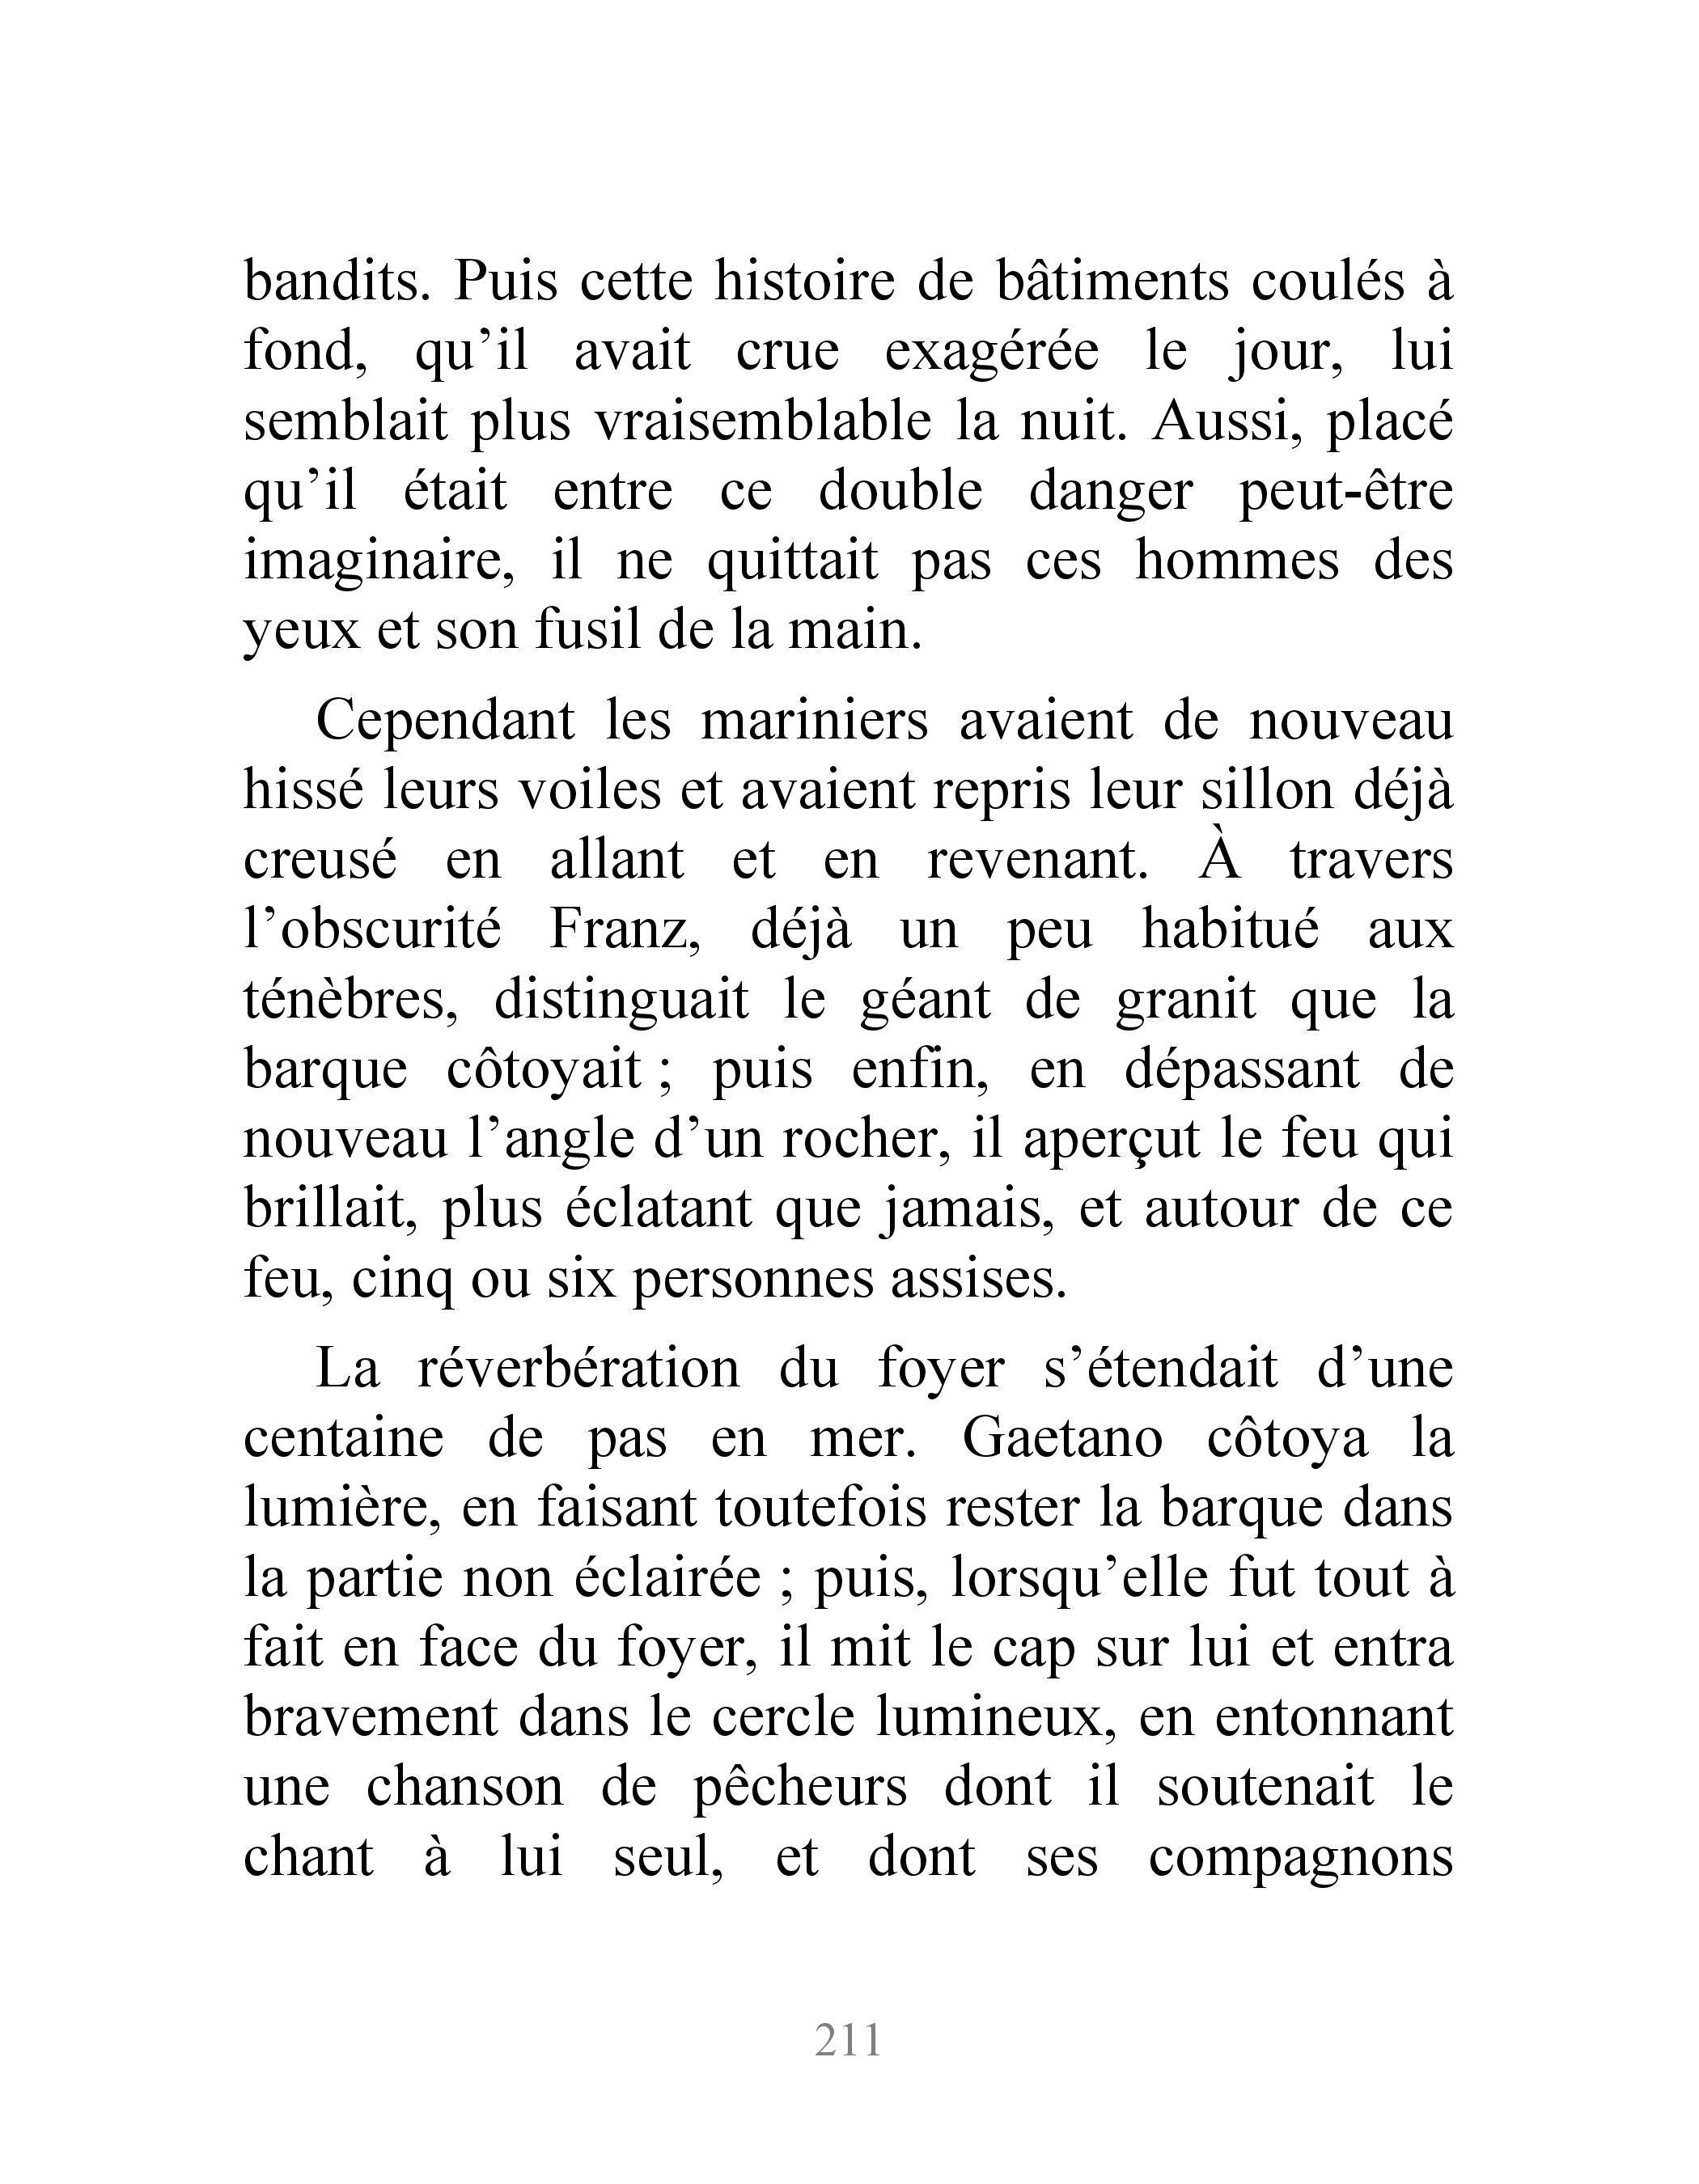 bandits. Puis cette histoire de bâtiments coulés à
fond, qu’il avait crue exagérée le jour, lui
semblait plus vraisemblable la nuit. Aussi, placé
qu’il était entre ce double danger peut-être
imaginaire, il ne quittait pas ces hommes des
yeux et son fusil de la main.
Cependant les mariniers avaient de nouveau
hissé leurs voiles et avaient repris leur sillon déjà
creusé en allant et en revenant. À travers
l’obscurité Franz, déjà un peu habitué aux
ténèbres, distinguait le géant de granit que la
barque côtoyait ; puis enfin, en dépassant de
nouveau l’angle d’un rocher, il aperçut le feu qui
brillait, plus éclatant que jamais, et autour de ce
feu, cinq ou six personnes assises.
La réverbération du foyer s’étendait d’une
centaine de pas en mer. Gaetano côtoya la
lumière, en faisant toutefois rester la barque dans
la partie non éclairée ; puis, lorsqu’elle fut tout à
fait en face du foyer, il mit le cap sur lui et entra
bravement dans le cercle lumineux, en entonnant
une chanson de pêcheurs dont il soutenait le
chant à lui seul, et dont ses compagnons
211